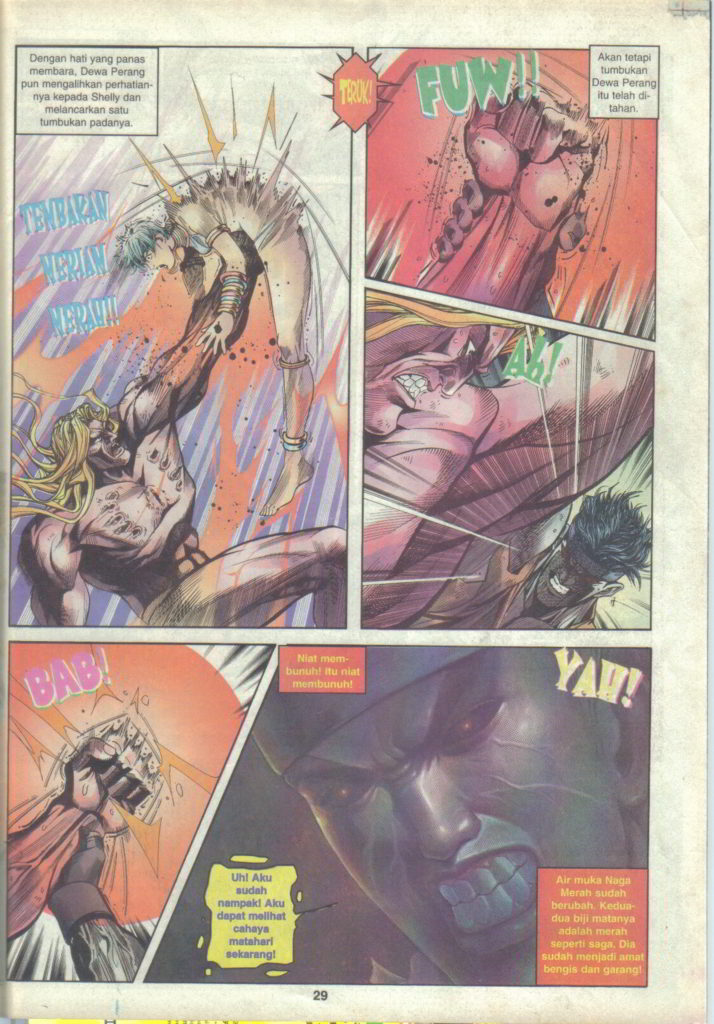 Dengan hati yang panas
membara, Dewa Perang
pun mengalihkan perhatian-
nya kepada Shelly dan
melancarkan satu
tumbukan padanya.
TEMBAKAN
MERIAM
MERAH!!
TERUK!
FUW!!
Akan tetapi
tumbukan
Dewa Perang
itu telah di-
tahan.
Ah!
BAB!
Niat mem-
bunuh! Itu niat
membunuh!
YAH!
Uh! Aku
sudah
nampak! Aku
dapat melihat
cahaya
matahari
sekarang!
Air muka Naga
Merah sudah
berubah. Kedua-
dua biji matanya
adalah merah
seperti saga. Dia
sudah menjadi amat
bengis dan garang!
29